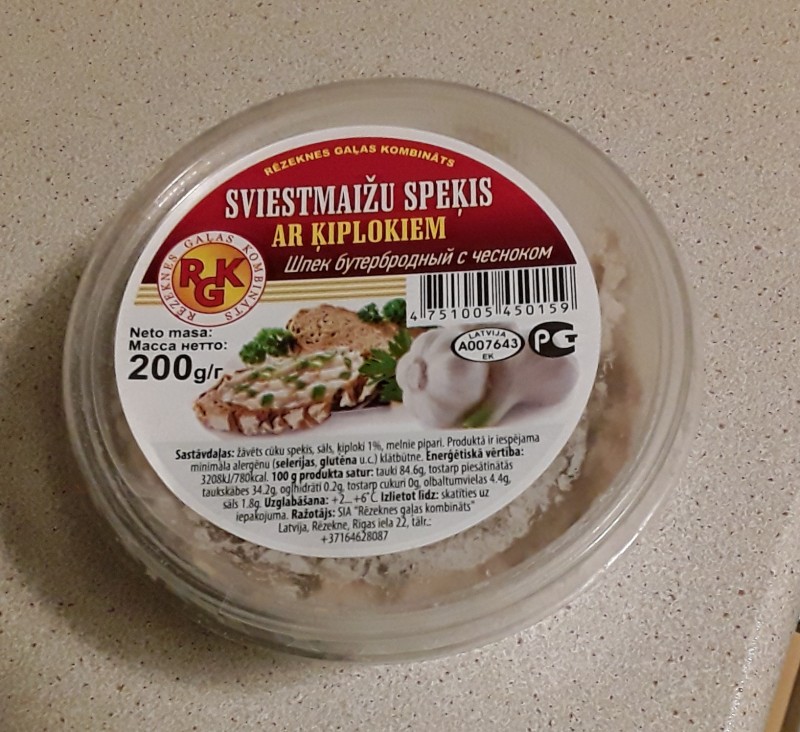 RĒZEKNES GAĻAS KOMBINĀTS
SVIESTMAIŽU SPEĶIS
AR ĶIPLOKIEM
Шпек бутербродный с чесноком
RĒZEKNES GAĻAS KOMBINĀTS
RGK
4 751005 450159
LATVIJA
A007643
EK
РСТ
Neto masa:
Масса нетто:
200g/г
Sastāvdaļas: žāvēts cūku speķis, sāls, ķiploki 1%, melnie pipari. Produktā ir iespējama
minimāla alergēnu (selerijas, glutēna u.c.) klātbūtne. Enerģētiskā vērtība:
3208kJ/780kcal. 100 g produkta satur: tauki 84.6g, tostarp piesātinātās
taukskābes 34.2g, ogļhidrāti 0.2g, tostarp cukuri 0g, olbaltumvielas 4.4g,
sāls 1.8g. Uzglabāšana: +2...+6°C. Izlietot līdz: skatīties uz
iepakojuma. Ražotājs: SIA "Rēzeknes gaļas kombināts"
Latvija, Rēzekne, Rīgas iela 22, tālr.:
+37164628087